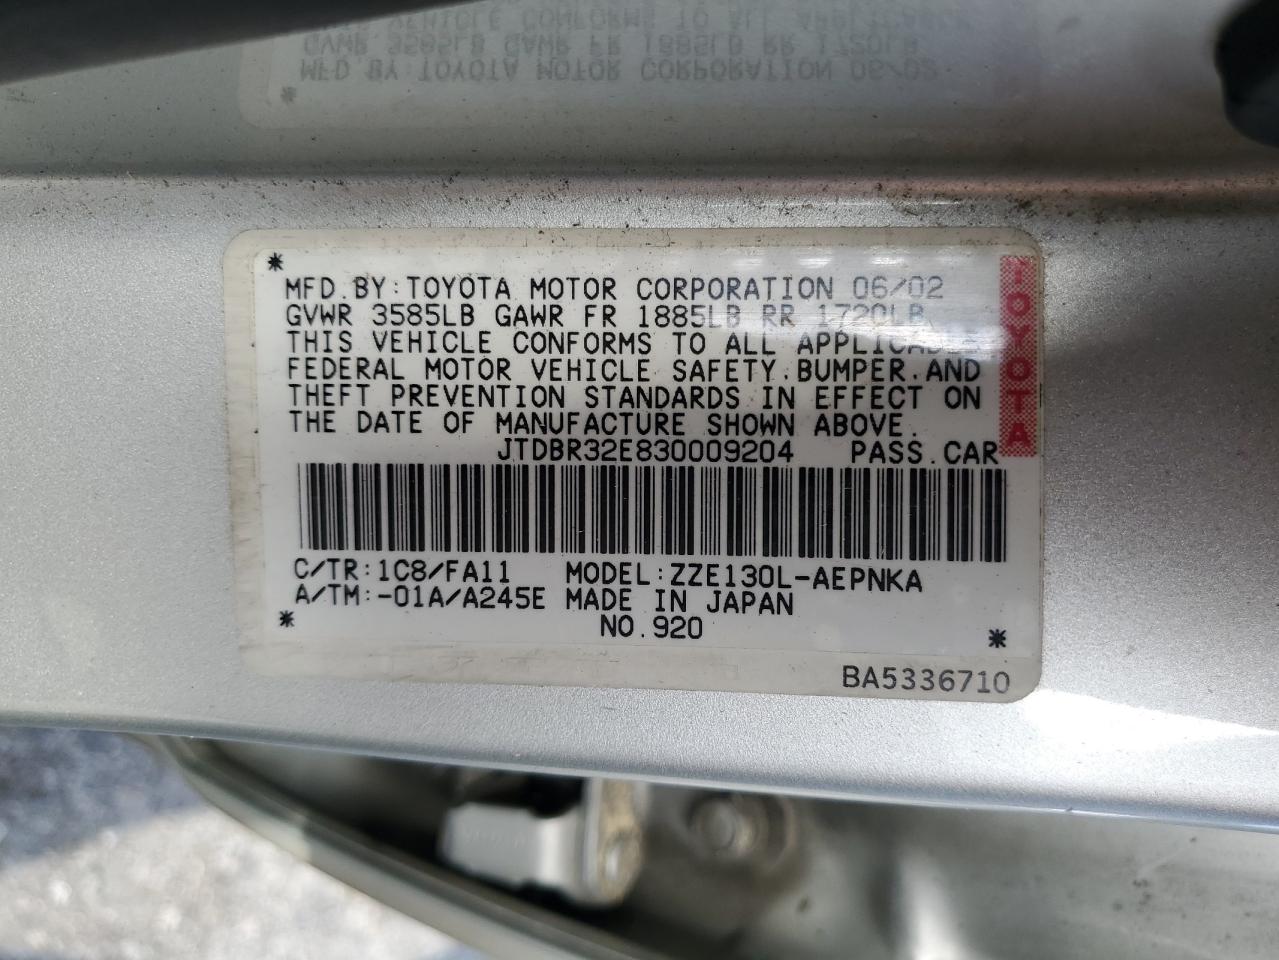 MFD. BY: TOYOTA MOTOR CORPORATION 06/02
GVWR 3585LB GAWR FR 1885LB RR 1720LB
THIS VEHICLE CONFORMS TO ALL APPLICABLE
FEDERAL MOTOR VEHICLE SAFETY, BUMPER, AND
THEFT PREVENTION STANDARDS IN EFFECT ON
THE DATE OF MANUFACTURE SHOWN ABOVE.
JTDBR32E830009204 PASS. CAR
C/TR: 1C8/FA11 MODEL: ZZE130L-AEPNKA
A/TM: -01A/A245E MADE IN JAPAN
NO. 920
BA5336710
TOYOTA